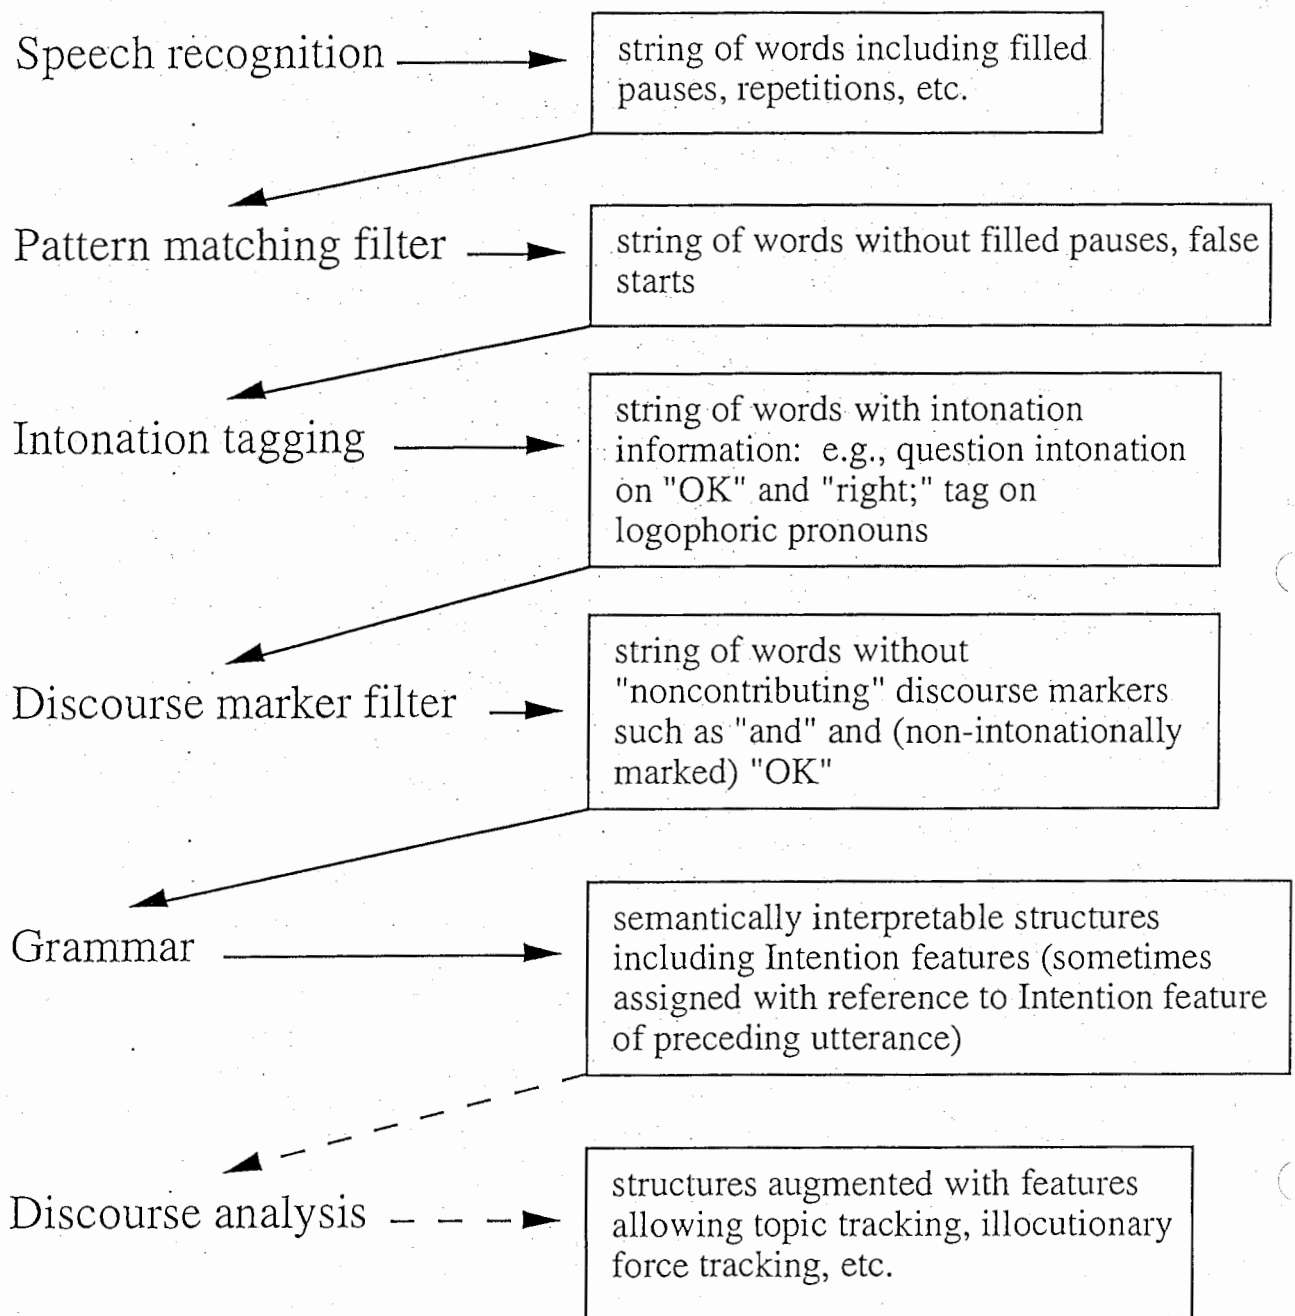 Speech recognition
string of words including filled
pauses, repetitions, etc.
Pattern matching filter
string of words without filled pauses, false
starts
Intonation tagging
string of words with intonation
information: e.g., question intonation
on "OK" and "right;" tag on
logophoric pronouns
Discourse marker filter
string of words without
"noncontributing" discourse markers
such as "and" and (non-intonationally
marked) "OK"
Grammar
semantically interpretable structures
including Intention features (sometimes
assigned with reference to Intention feature
of preceding utterance)
Discourse analysis
structures augmented with features
allowing topic tracking, illocutionary
force tracking, etc.